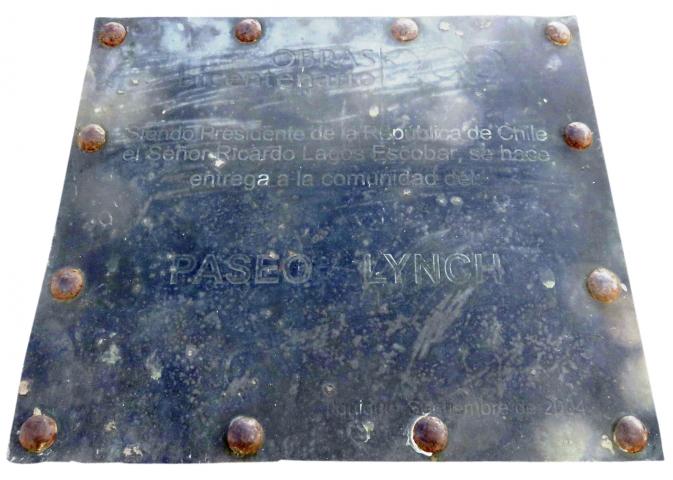 OBRAS
Bicentenario
Siendo Presidente de la República de Chile
el Señor Ricardo Lagos Escobar, se hace
entrega a la comunidad del:
PASEO LYNCH
Septiembre de 2004